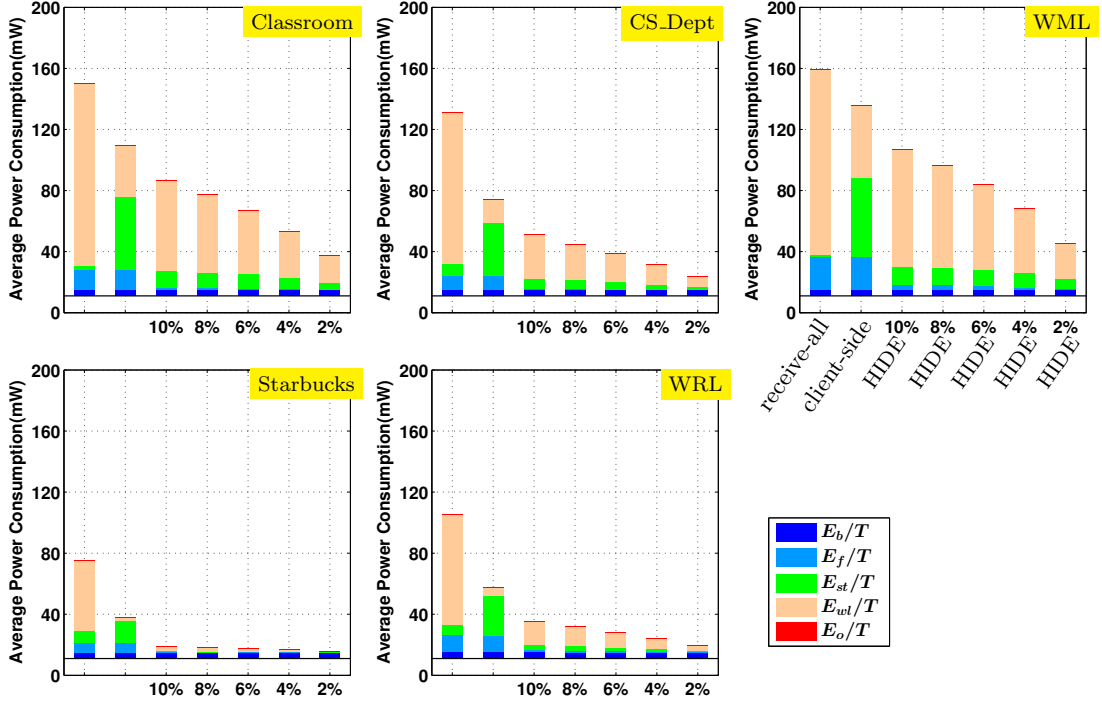 Classroom
Average Power Consumption(mW)
200
160
120
80
40
0
10% 8% 6% 4% 2%
CS_Dept
Average Power Consumption(mW)
200
160
120
80
40
0
10% 8% 6% 4% 2%
WML
Average Power Consumption(mW)
200
160
120
80
40
0
10% 8% 6% 4% 2%
receive-all client-side HIDE HIDE HIDE HIDE HIDE
Starbucks
Average Power Consumption(mW)
200
160
120
80
40
0
10% 8% 6% 4% 2%
WRL
Average Power Consumption(mW)
200
160
120
80
40
0
10% 8% 6% 4% 2%
E_b/T
E_f/T
E_st/T
E_wl/T
E_o/T